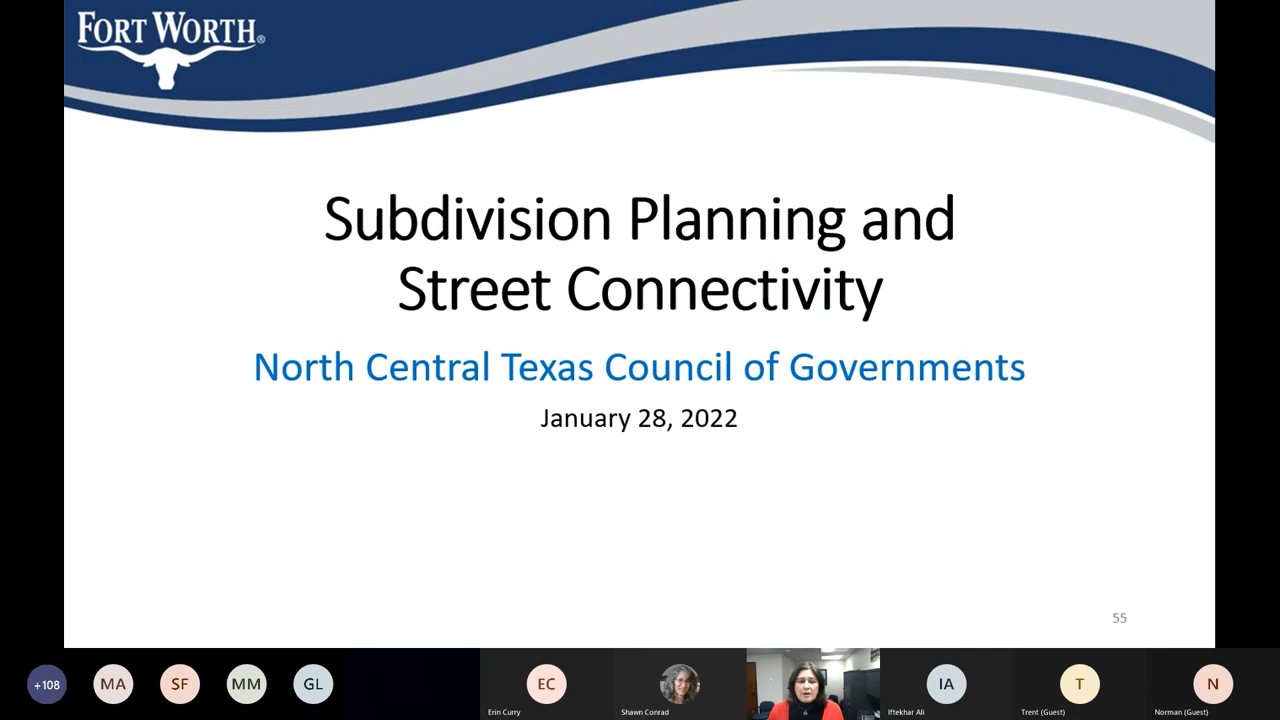 FORT WORTH®
Subdivision Planning and
Street Connectivity
North Central Texas Council of Governments
January 28, 2022
55
+108
MA
SF
MM
GL
EC
IA
T
N
Erin Curry
Shawn Conrad
Iftekhar Ali
Trent (Guest)
Norman (Guest)